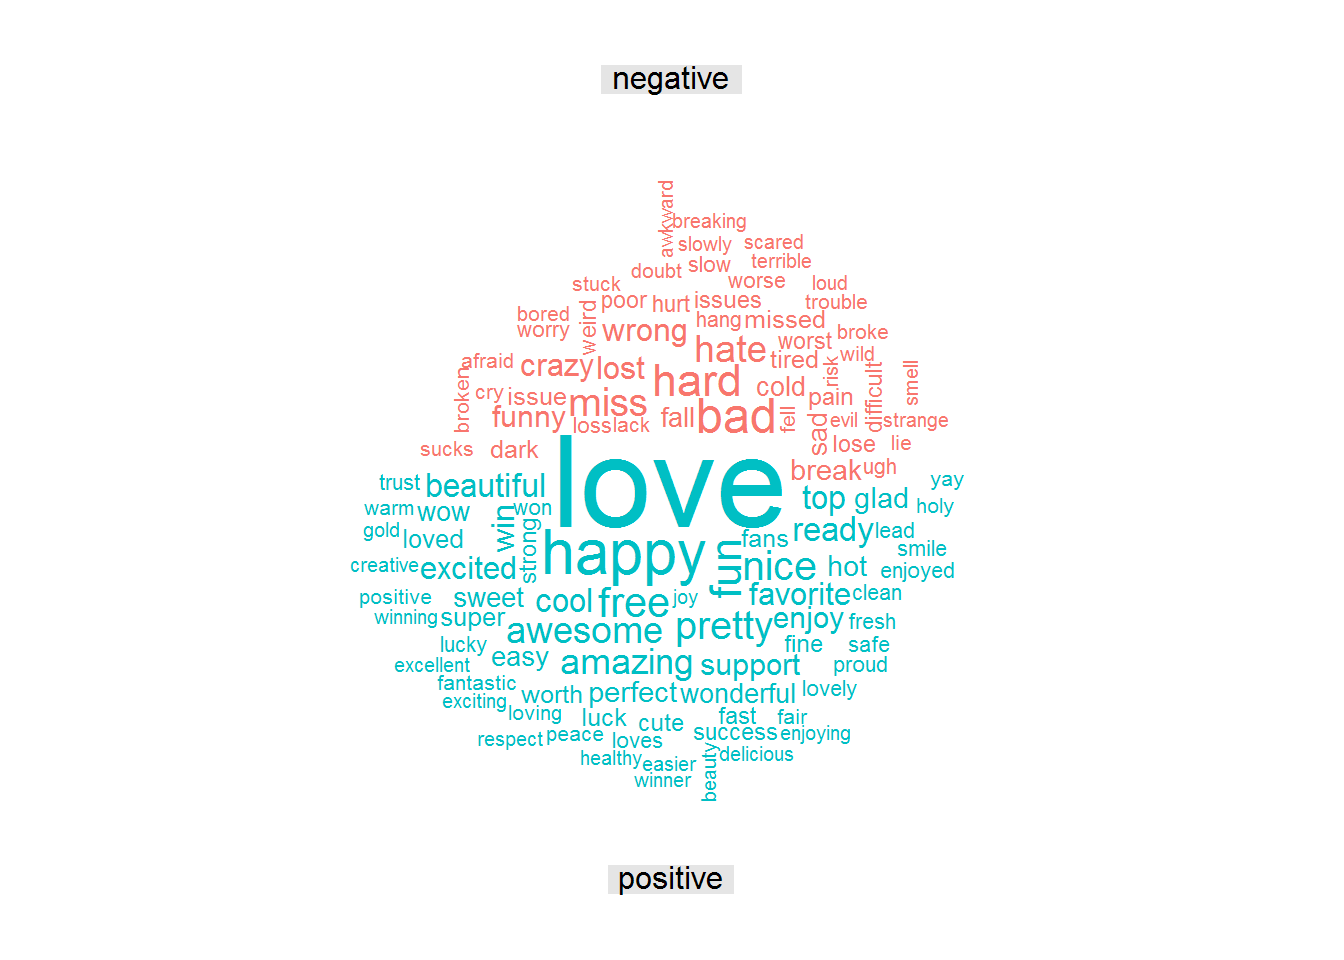 negative
awkward
breaking
slowly scared
doubt slow terrible
stuck worse loud
poor hurt issues trouble
bored weird hang missed
worry wrong worst broke
afraid crazy lost hate tired wild
broken cry issue miss hard cold risk pain difficult smell
funny loss lack fall bad fell sad evil strange
sucks dark lose lie
break ugh
love
trust beautiful top glad yay
warm wow win won holy
gold loved strong happy fun fans ready lead smile
creative excited nice hot enjoyed
positive sweet cool free joy favorite clean
winning super awesome pretty enjoy fresh
lucky easy fine safe
excellent amazing support proud
fantastic worth perfect wonderful lovely
exciting loving luck cute fast fair
respect peace loves success enjoying
healthy easier beauty delicious
winner
positive